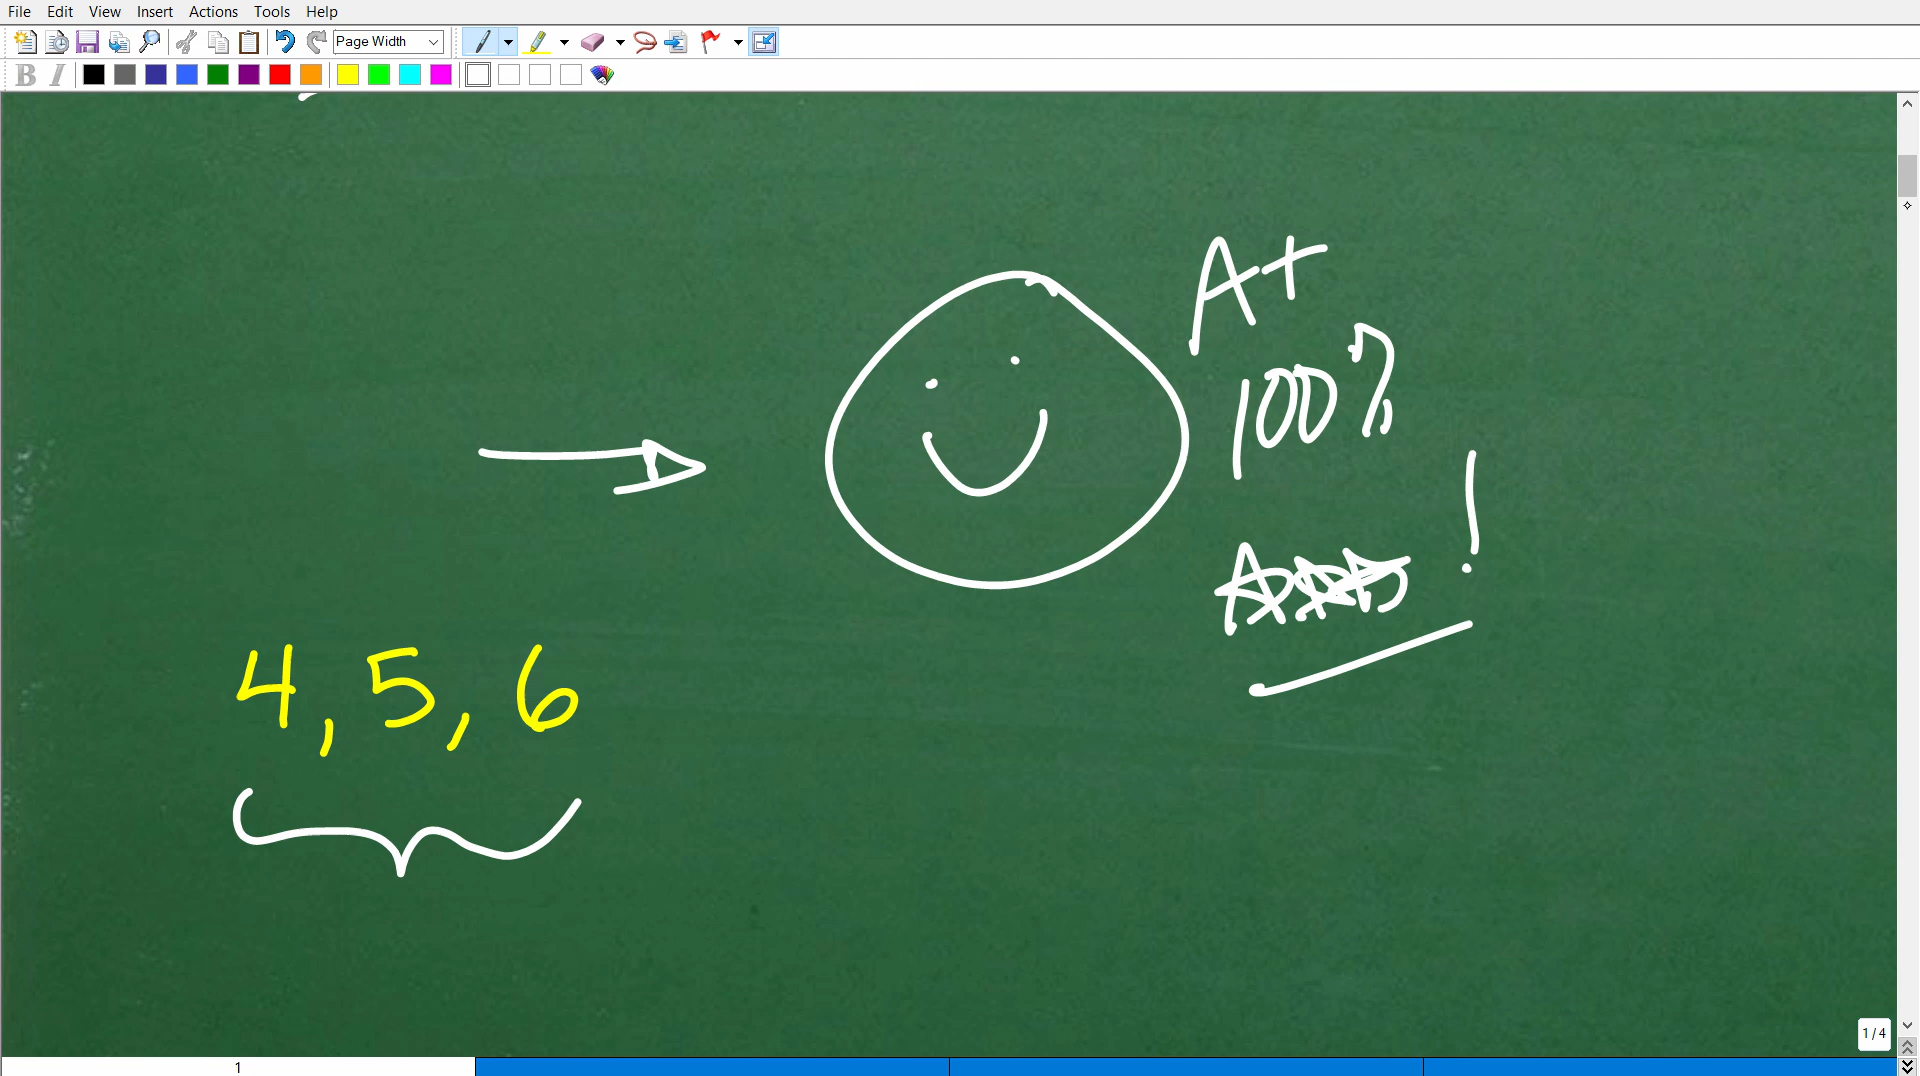 File Edit View Insert Actions Tools Help
Page Width
B I
A+
100%
!
4, 5, 6
1 / 4
1